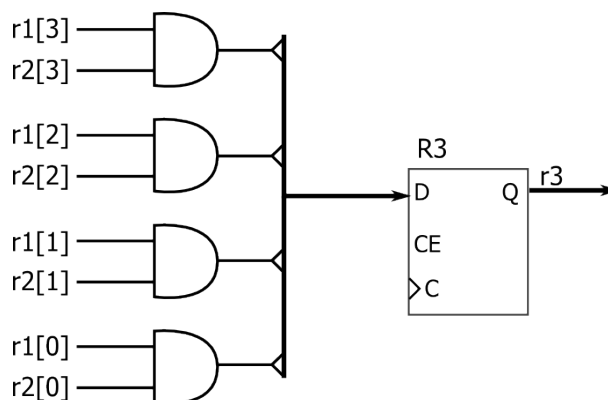 r1[3]
r2[3]
r1[2]
r2[2]
r1[1]
r2[1]
r1[0]
r2[0]
R3
D Q
CE
C
r3